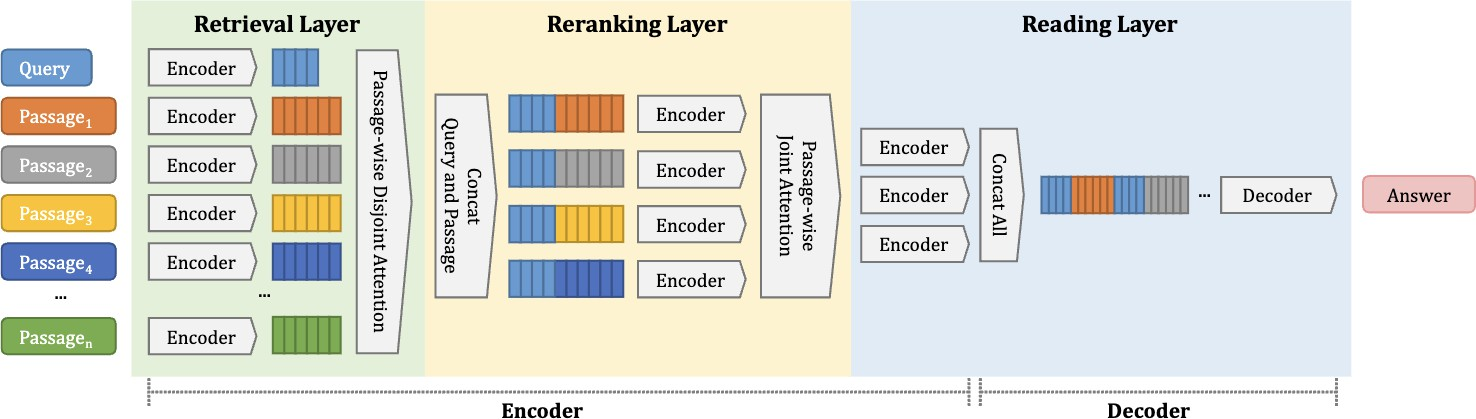 Retrieval Layer
Reranking Layer
Reading Layer
Query
Passage1
Passage2
Passage3
Passage4
...
Passagen
Encoder
Encoder
Encoder
Encoder
Encoder
...
Encoder
Passage-wise Disjoint Attention
Concat
Query and Passage
Encoder
Encoder
Encoder
Encoder
Passage-wise
Joint Attention
Encoder
Encoder
Encoder
Concat All
...
Decoder
Answer
Encoder
Decoder